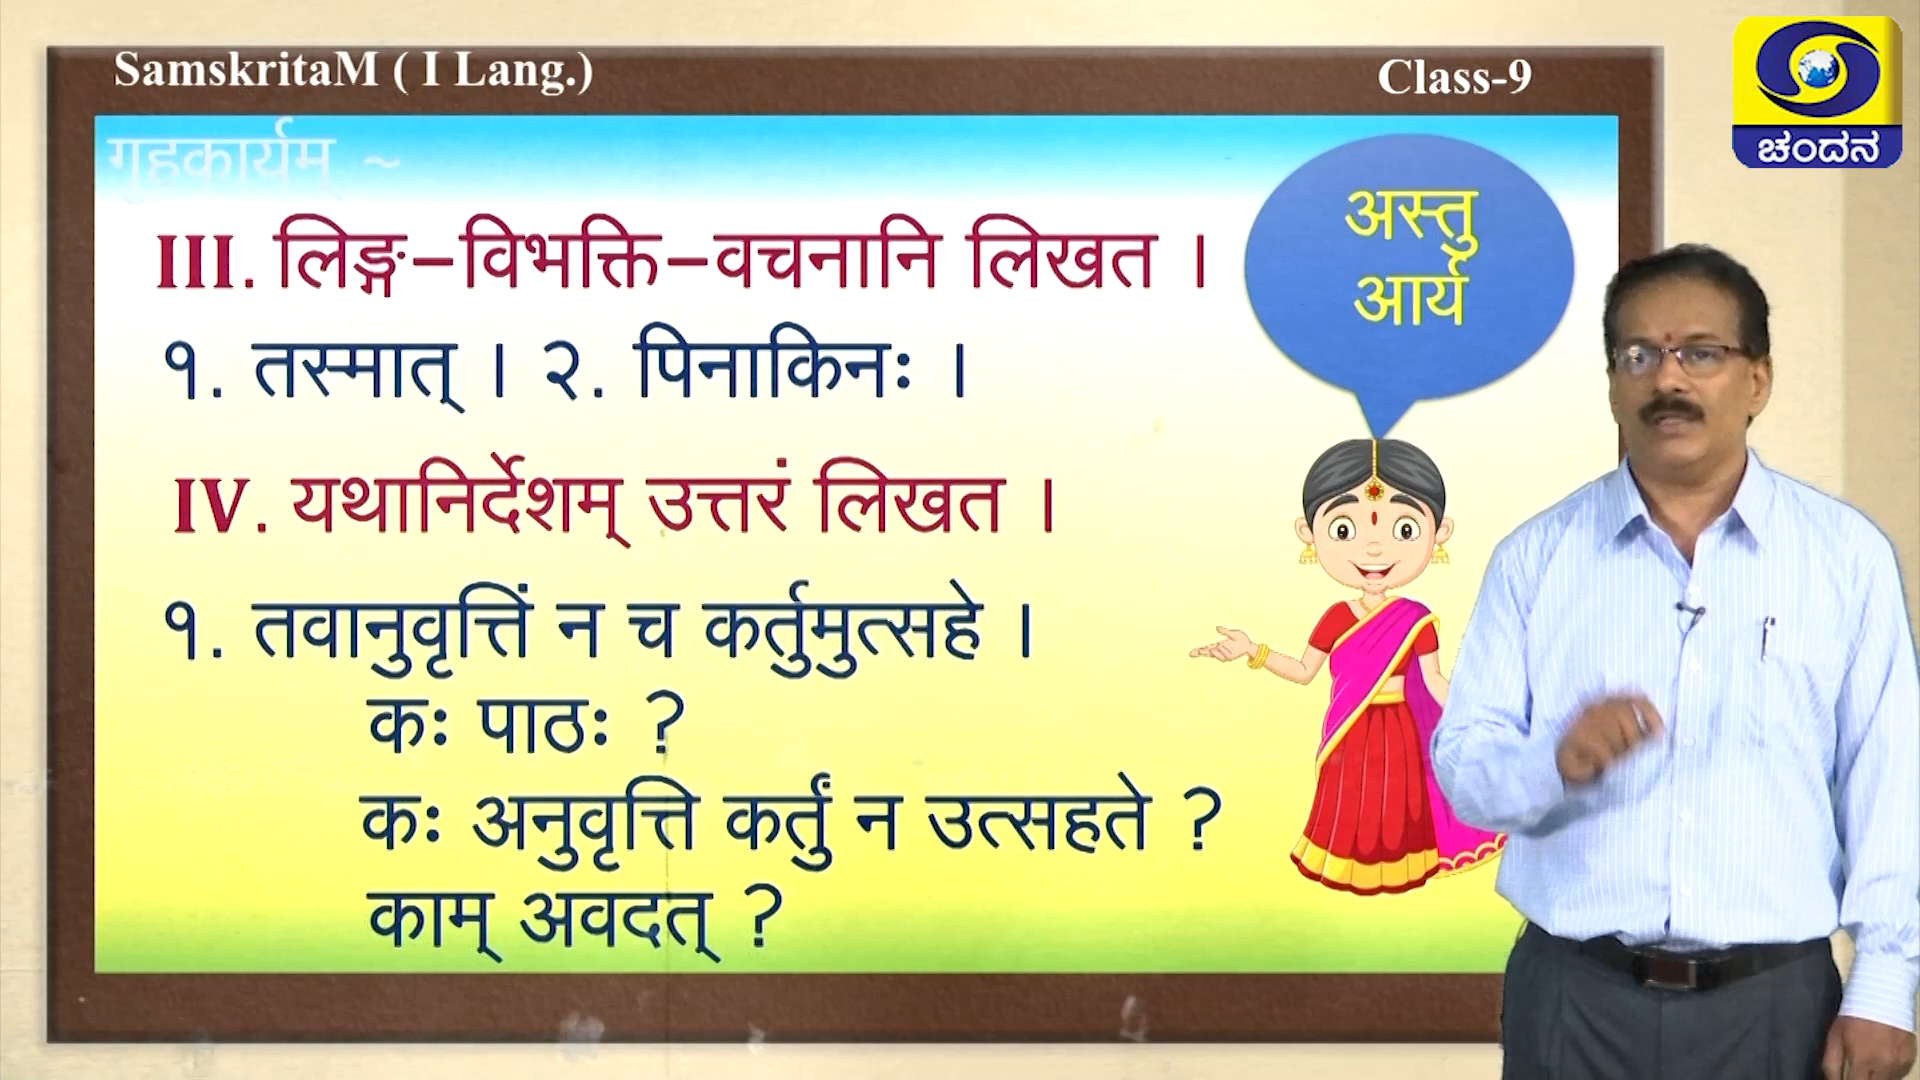 SamskritaM ( I Lang.)
Class-9
ಚಂದನ
गृहकार्यम् ~
III. लिङ्ग-विभक्ति-वचनानि लिखत ।
१. तस्मात् । २. पिनाकिनः ।
IV. यथानिर्देशम् उत्तरं लिखत ।
१. तवानुवृत्तिं न च कर्तुमुत्सहे ।
कः पाठः ?
कः अनुवृत्ति कर्तुं न उत्सहते ?
काम् अवदत् ?
अस्तु
आर्य